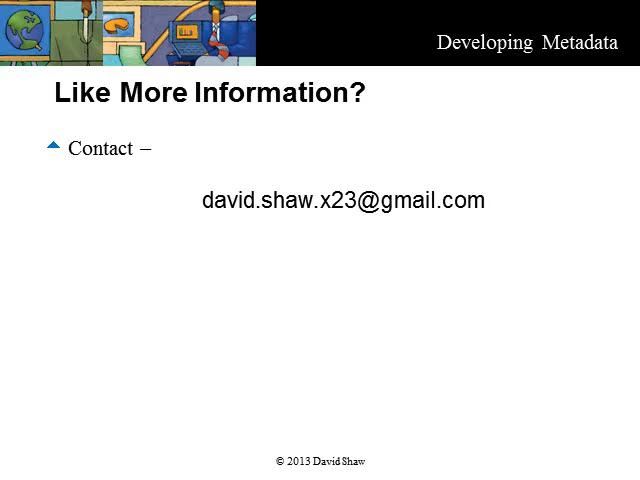 Developing Metadata
Like More Information?
Contact –
david.shaw.x23@gmail.com
© 2013 David Shaw